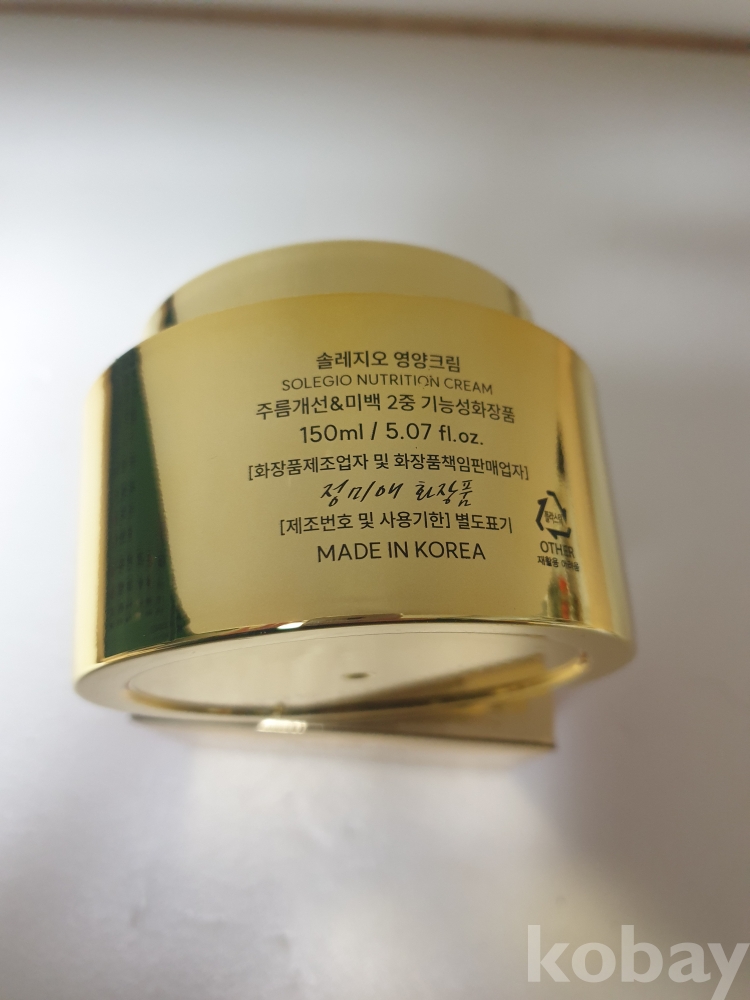 솔레지오 영양크림
SOLEGIO NUTRITION CREAM
주름개선&미백 2중 기능성화장품
150ml / 5.07 fl.oz.
[화장품제조업자 및 화장품책임판매업자]
정미애 화장품
[제조번호 및 사용기한] 별도표기
MADE IN KOREA
OTHER
재활용
kobay